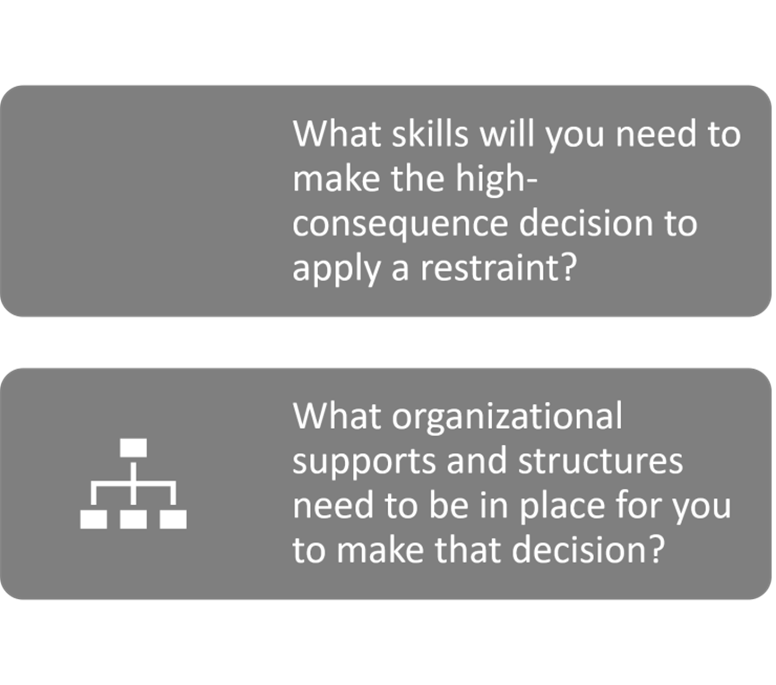 What skills will you need to
make the high-
consequence decision to
apply a restraint?
What organizational
supports and structures
need to be in place for you
to make that decision?